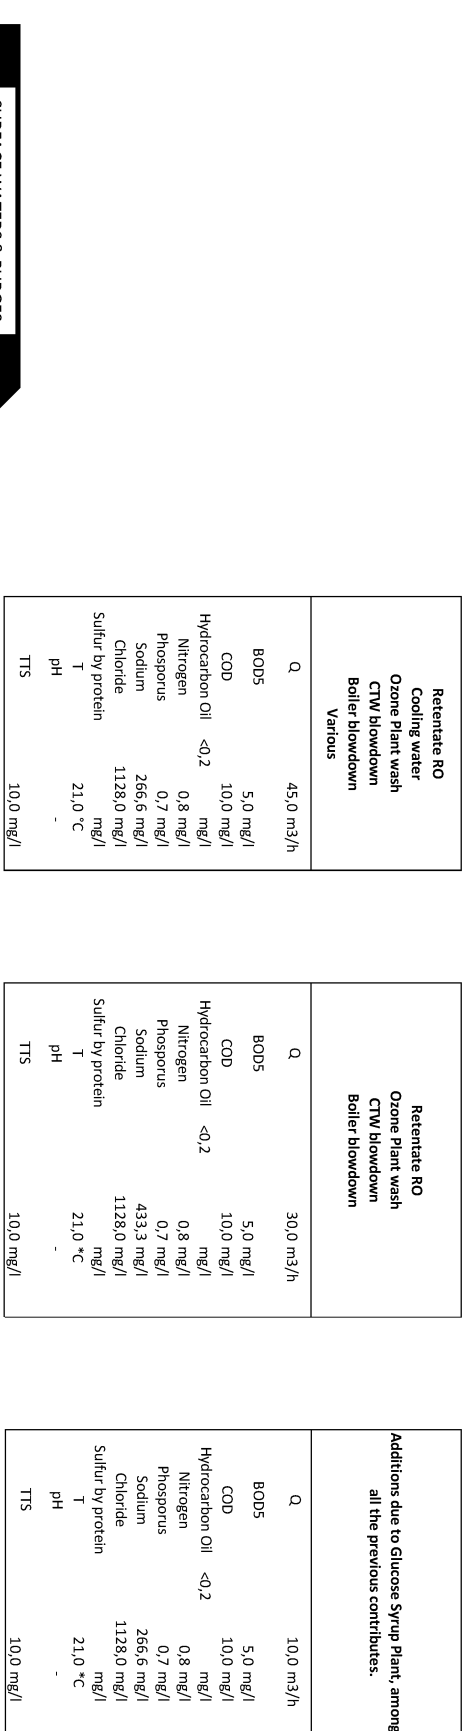 Retentate RO
Cooling water
Ozone Plant wash
CTW blowdown
Boiler blowdown
Various
Q 45,0 m3/h
BOD5 5,0 mg/l
COD 10,0 mg/l
Hydrocarbon Oil <0,2 mg/l
Nitrogen 0,8 mg/l
Phosporus 0,7 mg/l
Sodium 266,6 mg/l
Chloride 1128,0 mg/l
Sulfur by protein mg/l
T 21,0 °C
pH -
TTS 10,0 mg/l
Retentate RO
Ozone Plant wash
CTW blowdown
Boiler blowdown
Q 30,0 m3/h
BOD5 5,0 mg/l
COD 10,0 mg/l
Hydrocarbon Oil <0,2 mg/l
Nitrogen 0,8 mg/l
Phosporus 0,7 mg/l
Sodium 433,3 mg/l
Chloride 1128,0 mg/l
Sulfur by protein mg/l
T 21,0 *C
pH -
TTS 10,0 mg/l
Additions due to Glucose Syrup Plant, among
all the previous contributes.
Q 10,0 m3/h
BOD5 5,0 mg/l
COD 10,0 mg/l
Hydrocarbon Oil <0,2 mg/l
Nitrogen 0,8 mg/l
Phosporus 0,7 mg/l
Sodium 266,6 mg/l
Chloride 1128,0 mg/l
Sulfur by protein mg/l
T 21,0 *C
pH -
TTS 10,0 mg/l